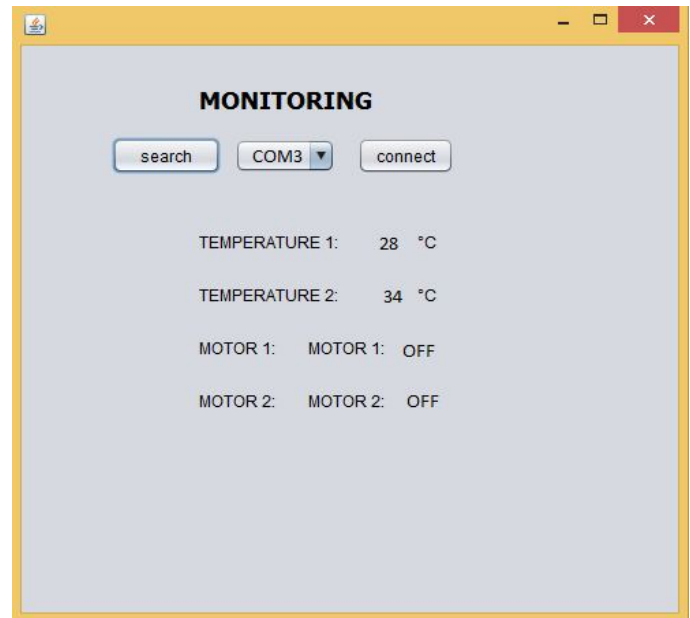 MONITORING
search COM3 connect
TEMPERATURE 1: 28 °C
TEMPERATURE 2: 34 °C
MOTOR 1: MOTOR 1: OFF
MOTOR 2: MOTOR 2: OFF